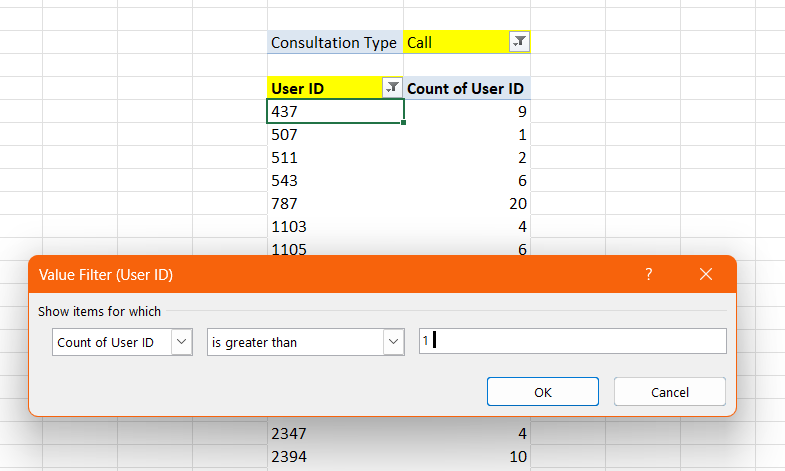 Consultation Type Call
User ID Count of User ID
437 9
507 1
511 2
543 6
787 20
1103 4
1105 6
Value Filter (User ID) ?
Show items for which
Count of User ID is greater than 1
OK Cancel
2347 4
2394 10